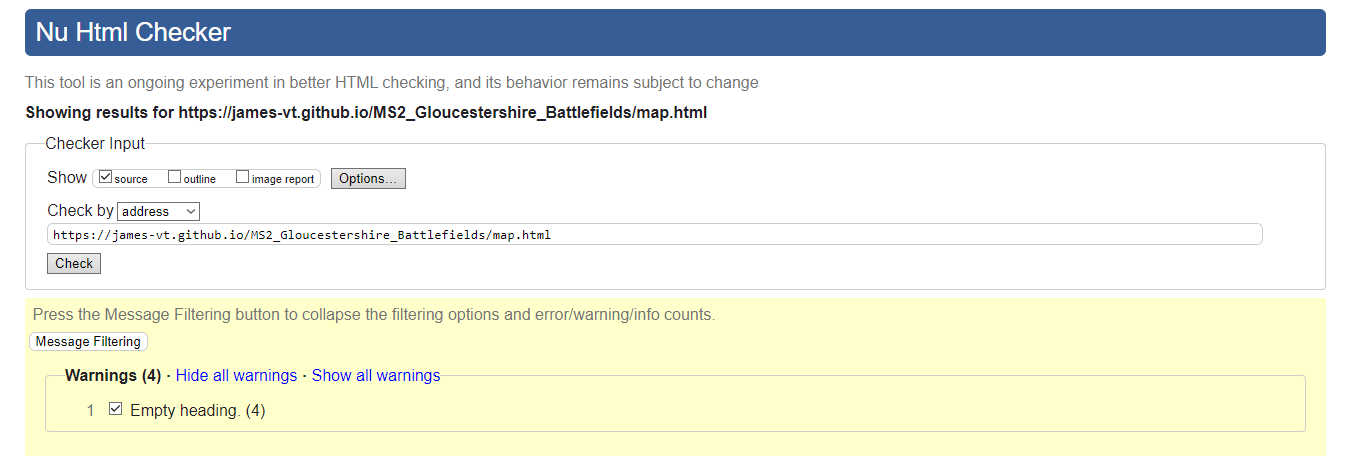 Nu Html Checker
This tool is an ongoing experiment in better HTML checking, and its behavior remains subject to change
Showing results for https://james-vt.github.io/MS2_Gloucestershire_Battlefields/map.html
Checker Input
Show source outline image report Options...
Check by address
https://james-vt.github.io/MS2_Gloucestershire_Battlefields/map.html
Check
Press the Message Filtering button to collapse the filtering options and error/warning/info counts.
Message Filtering
Warnings (4) · Hide all warnings · Show all warnings
1 Empty heading. (4)